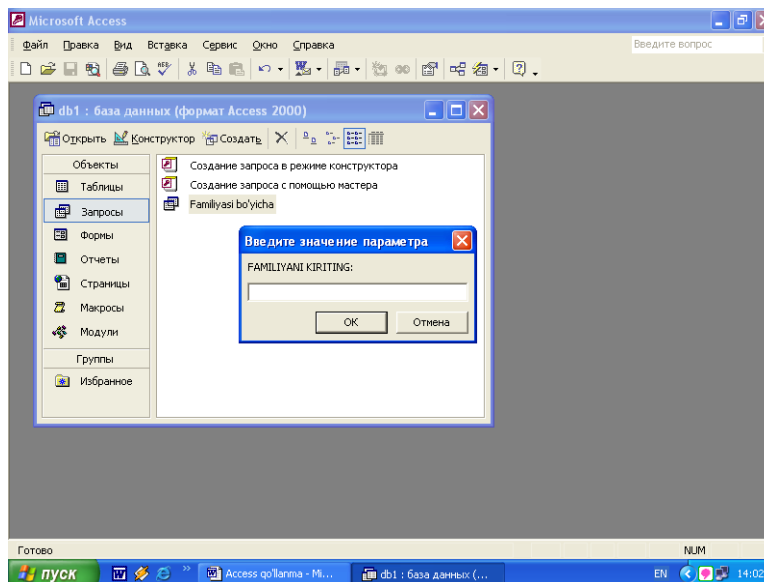 Microsoft Access
Файл Правка Вид Вставка Сервис Окно Справка
Введите вопрос
db1 : база данных (формат Access 2000)
Открыть Конструктор Создать
Объекты
Таблицы
Запросы
Формы
Отчеты
Страницы
Макросы
Модули
Группы
Избранное
Создание запроса в режиме конструктора
Создание запроса с помощью мастера
Familiyasi bo'yicha
Введите значение параметра
FAMILIYANI KIRITING:
OK Отмена
Готово
NUM
пуск
Access qo'llanma - Mi...
db1 : база данных (...
EN
14:02